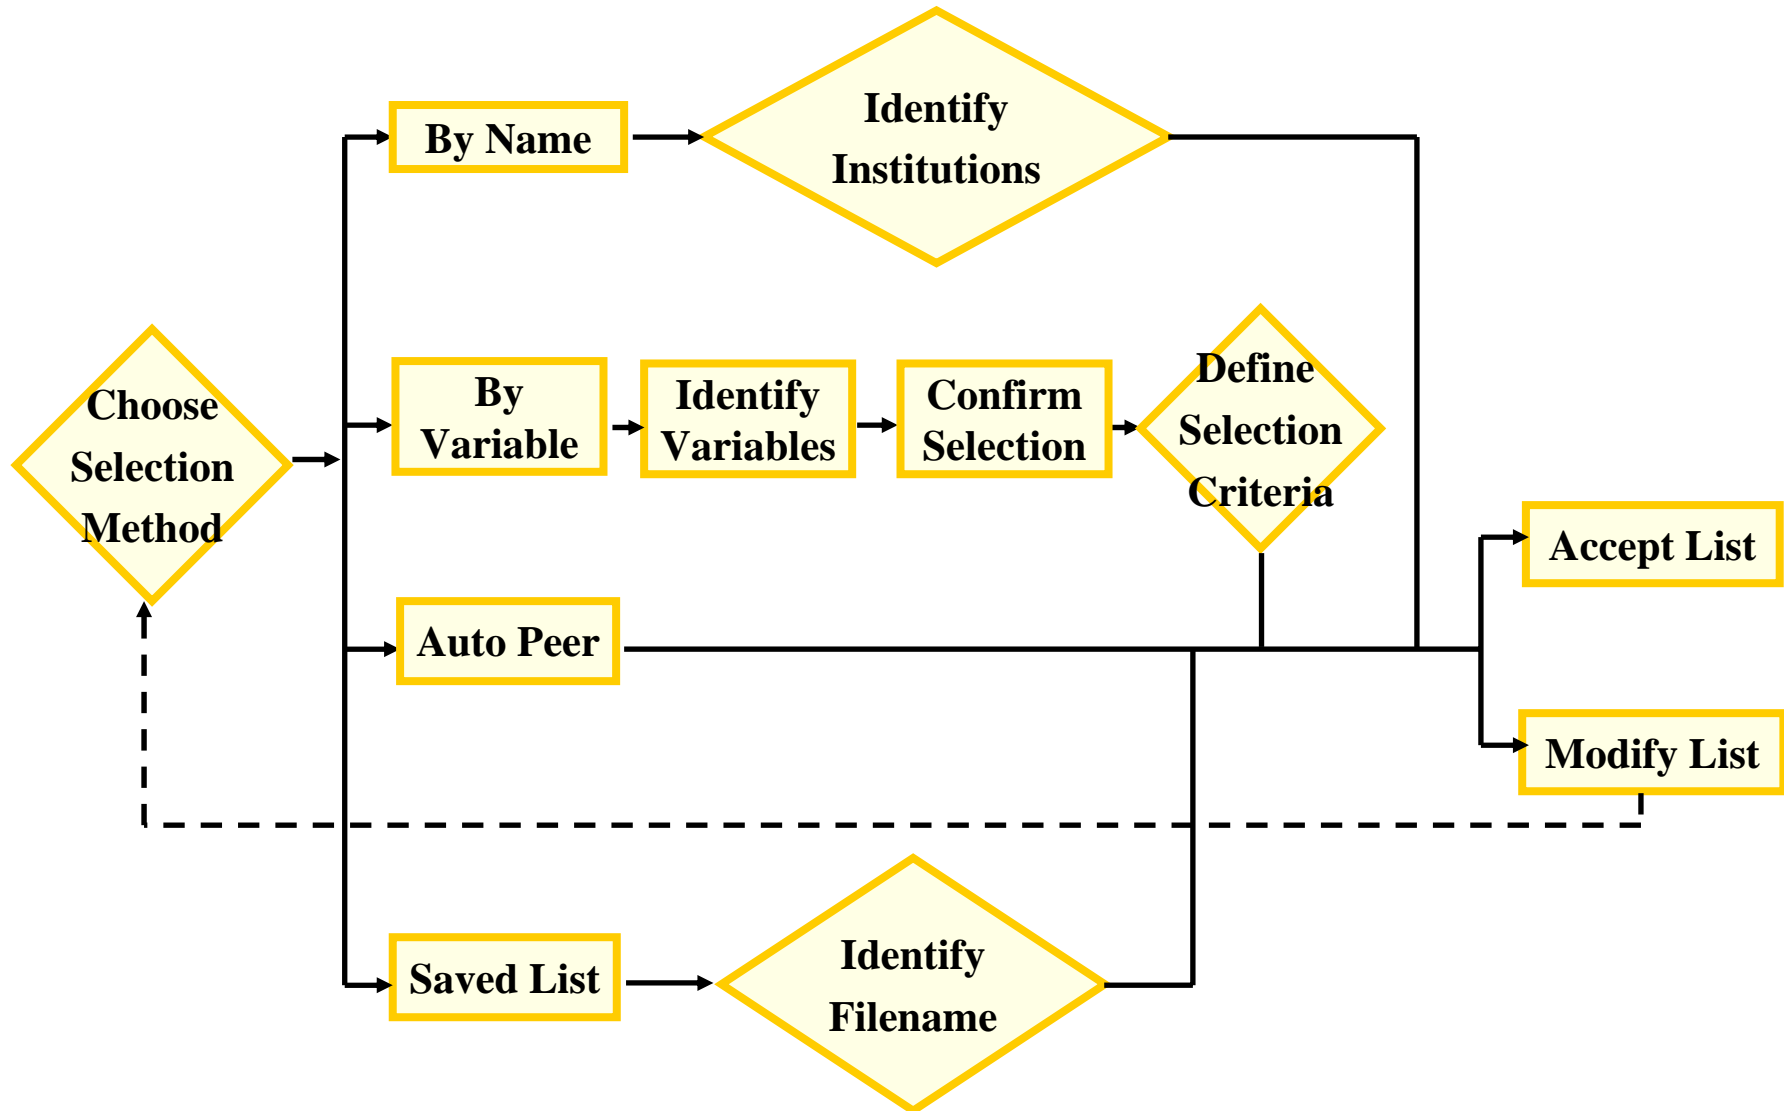 By Name
Identify
Institutions
Choose
Selection
Method
By
Variable
Identify
Variables
Confirm
Selection
Define
Selection
Criteria
Auto Peer
Accept List
Modify List
Saved List
Identify
Filename